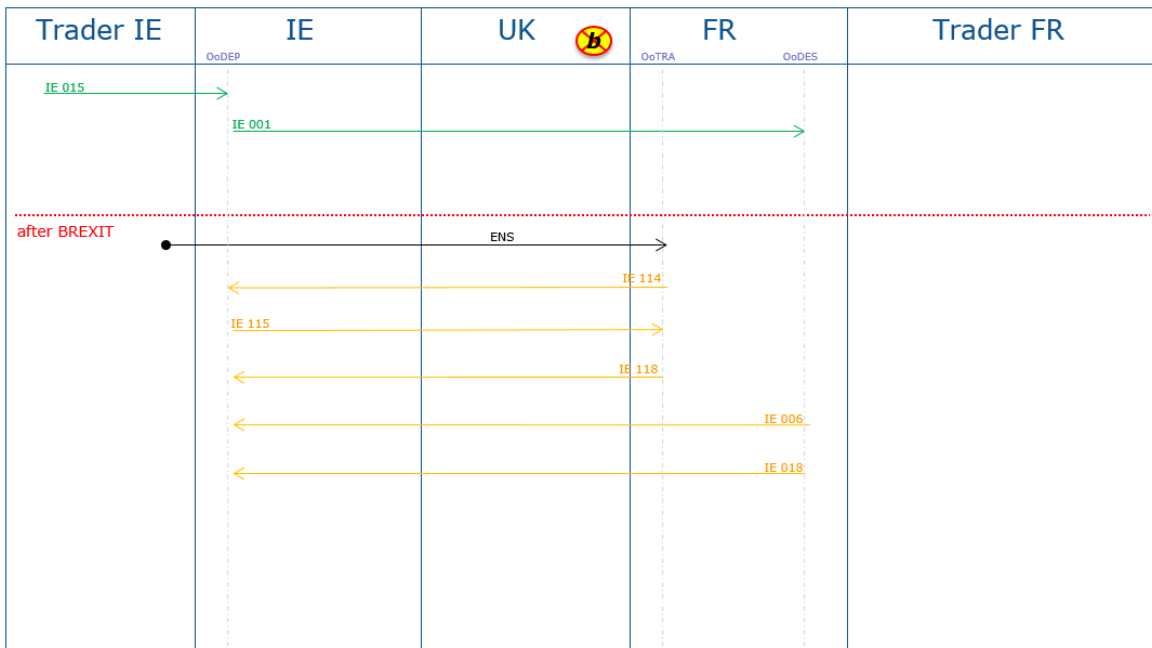 Trader IE
IE
UK
b
FR
Trader FR
OoDEP
OoTRA
OoDES
IE 015
IE 001
after BREXIT
ENS
IE 114
IE 115
IE 118
IE 006
IE 018